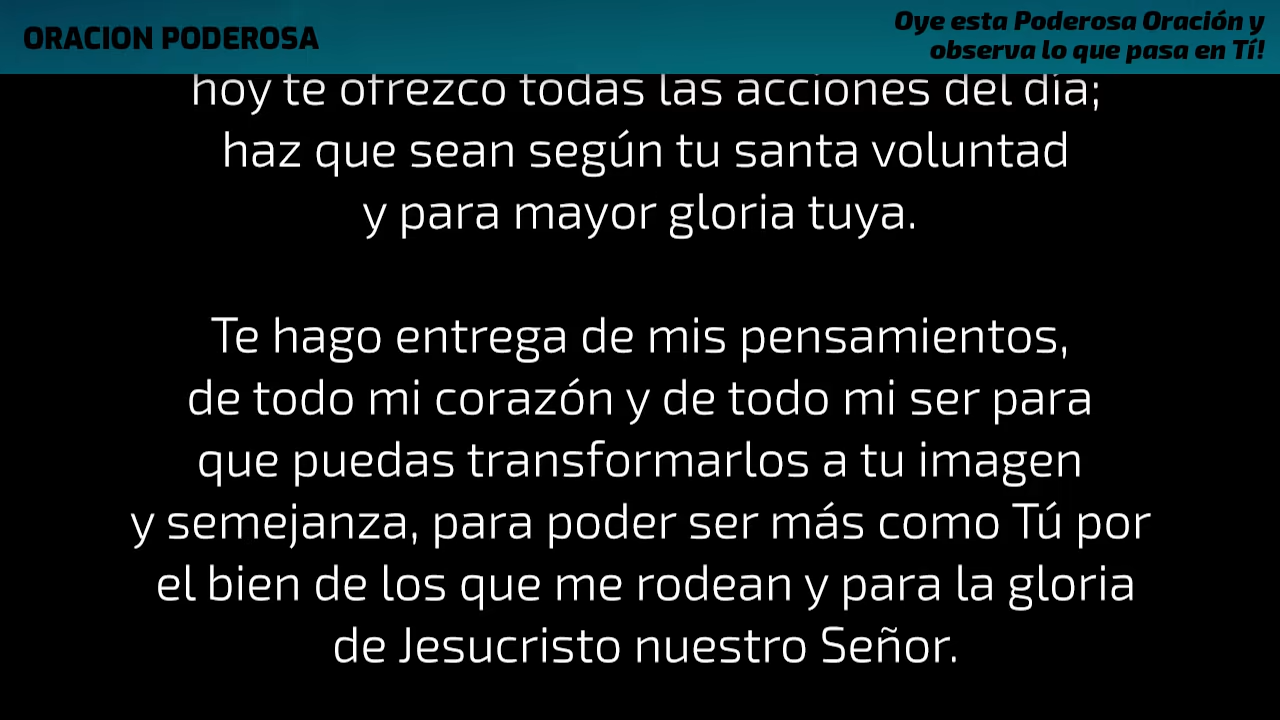 ORACION PODEROSA
Oye esta Poderosa Oración y
observa lo que pasa en Tí!
hoy te ofrezco todas las acciones del día;
haz que sean según tu santa voluntad
y para mayor gloria tuya.
Te hago entrega de mis pensamientos,
de todo mi corazón y de todo mi ser para
que puedas transformarlos a tu imagen
y semejanza, para poder ser más como Tú por
el bien de los que me rodean y para la gloria
de Jesucristo nuestro Señor.